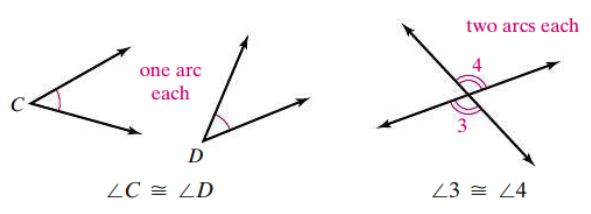 two arcs each
one arc
each
C
4
3
D
∠C ≅ ∠D
∠3 ≅ ∠4